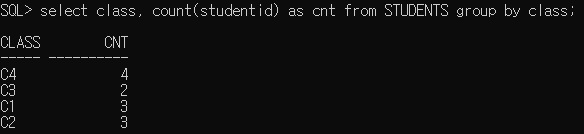 SQL> select class, count(studentid) as cnt from STUDENTS group by class;
CLASS        CNT
----- ----------
C4             4
C3             2
C1             3
C2             3